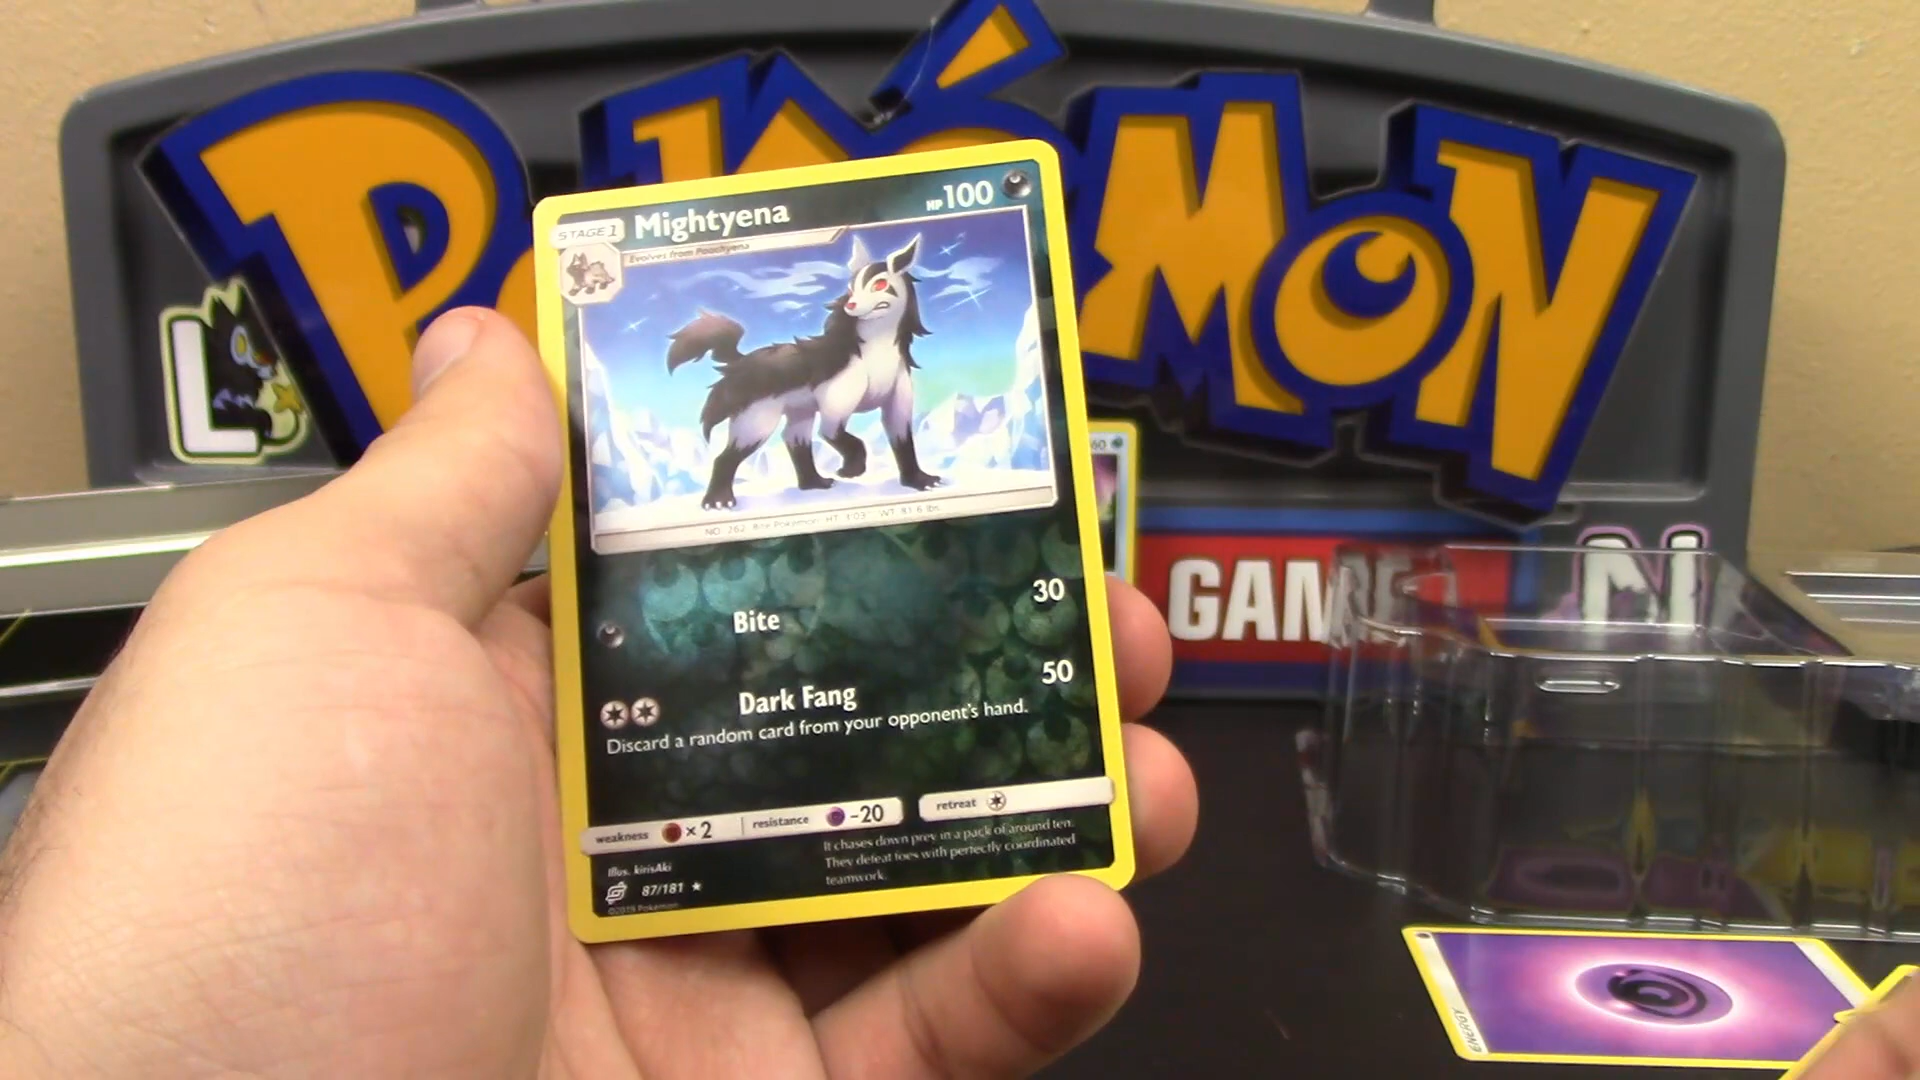 POKÉMON
GAME
STAGE 1 Mightyena HP 100
Evolves from Poochyena
NO. 262 Bite Pokémon HT: 3'03" WT: 81.6 lbs.
Bite 30
Dark Fang 50
Discard a random card from your opponent's hand.
weakness ×2 resistance -20 retreat
It chases down prey in a pack of around ten.
They defeat foes with perfectly coordinated
teamwork.
Illus. kirisAki
87/181
©2019 Pokémon
60
L
N
ENERGY